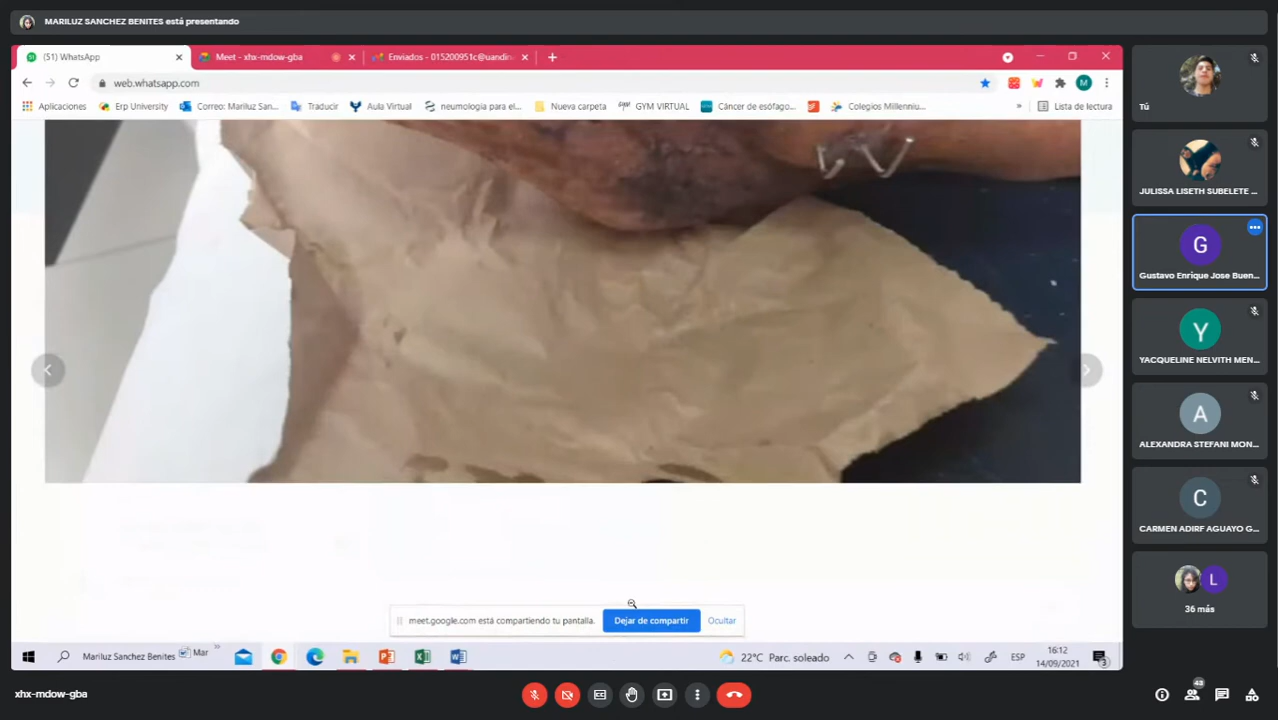 MARILUZ SANCHEZ BENITES está presentando
(51) WhatsApp
Meet - xhx-mdow-gba
Enviados - 015200951c@uandin
web.whatsapp.com
M
Aplicaciones
Erp University
Correo: Mariluz San...
Traducir
Aula Virtual
neumologia para el...
Nueva carpeta
GYM VIRTUAL
Cáncer de esófago...
Colegios Millenniu...
»
Lista de lectura
Tú
JULISSA LISETH SUBELETE ...
G
Gustavo Enrique Jose Buen...
Y
YACQUELINE NELVITH MEN...
A
ALEXANDRA STEFANI MON...
C
CARMEN ADIRF AGUAYO G...
L
36 más
meet.google.com está compartiendo tu pantalla.
Dejar de compartir
Ocultar
Mariluz Sanchez Benites
Mar
»
22°C Parc. soleado
ESP
16:12
14/09/2021
3
xhx-mdow-gba
43